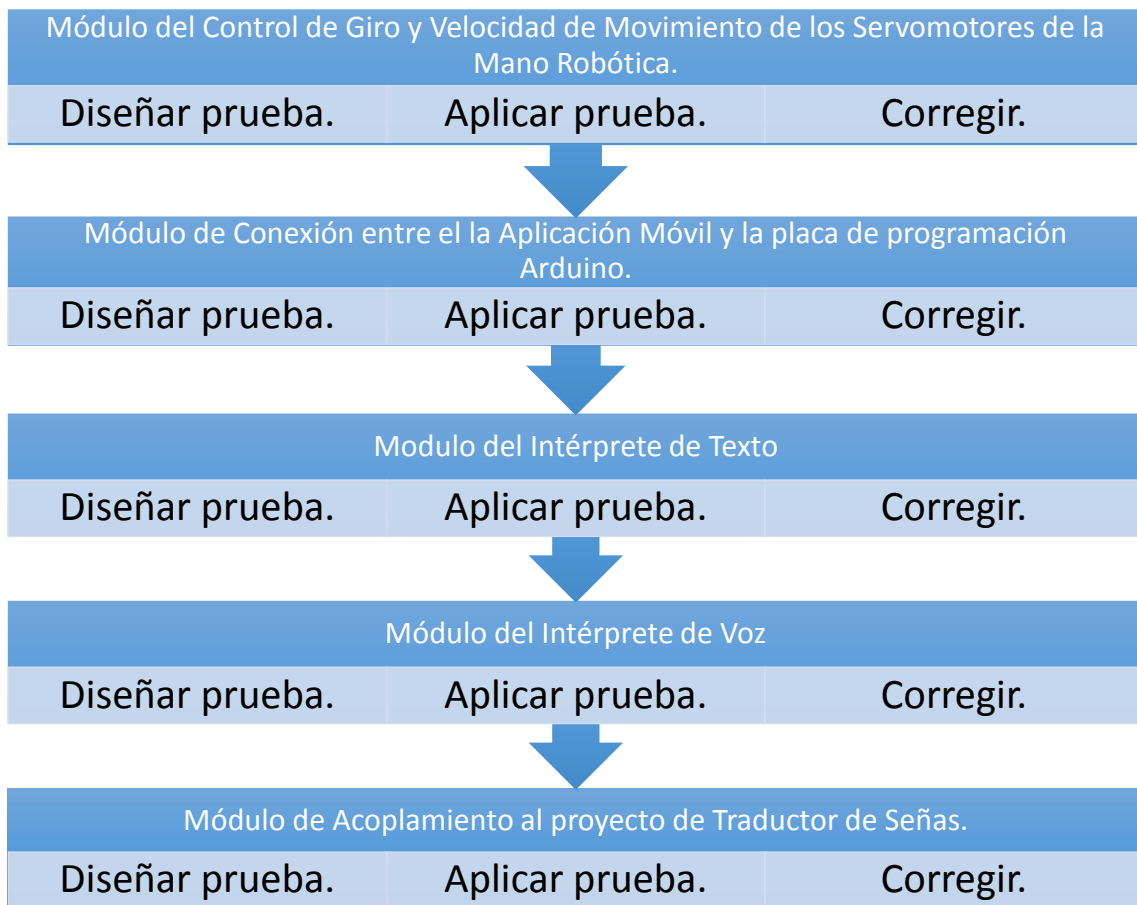 Módulo del Control de Giro y Velocidad de Movimiento de los Servomotores de la
Mano Robótica.
Diseñar prueba. Aplicar prueba. Corregir.
Módulo de Conexión entre el la Aplicación Móvil y la placa de programación
Arduino.
Diseñar prueba. Aplicar prueba. Corregir.
Modulo del Intérprete de Texto
Diseñar prueba. Aplicar prueba. Corregir.
Módulo del Intérprete de Voz
Diseñar prueba. Aplicar prueba. Corregir.
Módulo de Acoplamiento al proyecto de Traductor de Señas.
Diseñar prueba. Aplicar prueba. Corregir.